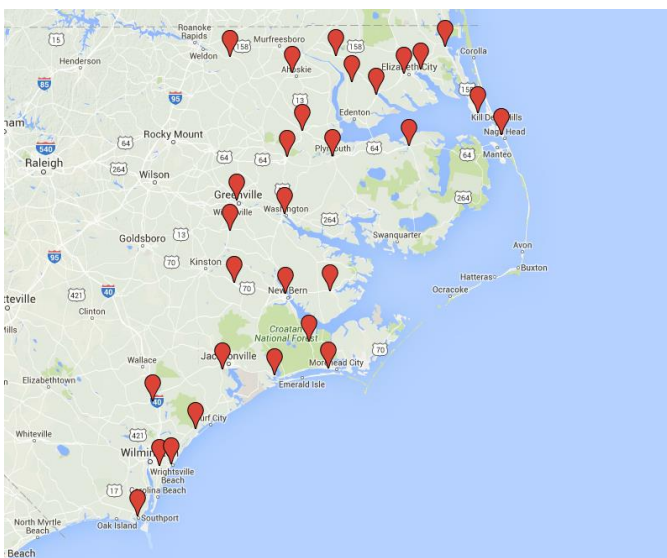 Roanoke
Rapids
Murfreesboro
15
158
158
Henderson
Weldon
Corolla
Ahoskie
Elizabeth City
85
95
13
158
Edenton
Kill Devil Hills
64
Nags Head
Rocky Mount
64
540
64
64
Plymouth
64
64
Manteo
Raleigh
264
Wilson
Greenville
Washington
264
264
Swanquarter
Goldsboro
13
95
70
Kinston
Avon
70
Hatteras
Buxton
421
40
New Bern
Ocracoke
Clinton
Croatan
National Forest
Wallace
Jacksonville
Morehead City
70
Elizabethtown
Emerald Isle
40
Surf City
Whiteville
421
Wilmington
Wrightsville
Beach
17
Carolina Beach
North Myrtle
Beach
Oak Island
Southport
Beach